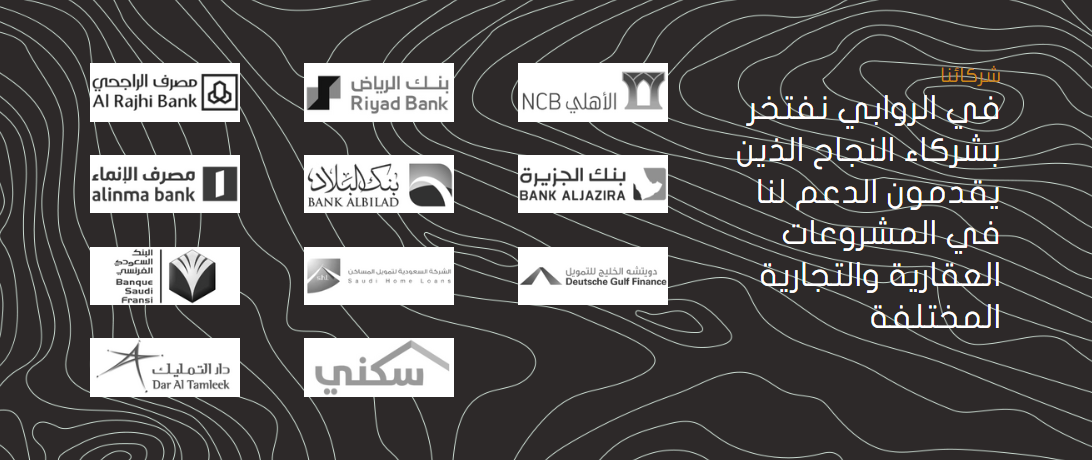 شركائنا
في الروابي نفتخر
بشركاء النجاح الذين
يقدمون الدعم لنا
في المشروعات
العقارية والتجارية
المختلفة
الأهلي NCB
بنك الرياض
Riyad Bank
مصرف الراجحي
Al Rajhi Bank
بنك الجزيرة
BANK ALJAZIRA
بنك البلاد
BANK ALBILAD
مصرف الإنماء
alinma bank
دويتشه الخليج للتمويل
Deutsche Gulf Finance
الشركة السعودية لتمويل المساكن
Saudi Home Loans
البنك
السعودي
الفرنسي
Banque
Saudi
Fransi
سكني
دار التمليك
Dar Al Tamleek